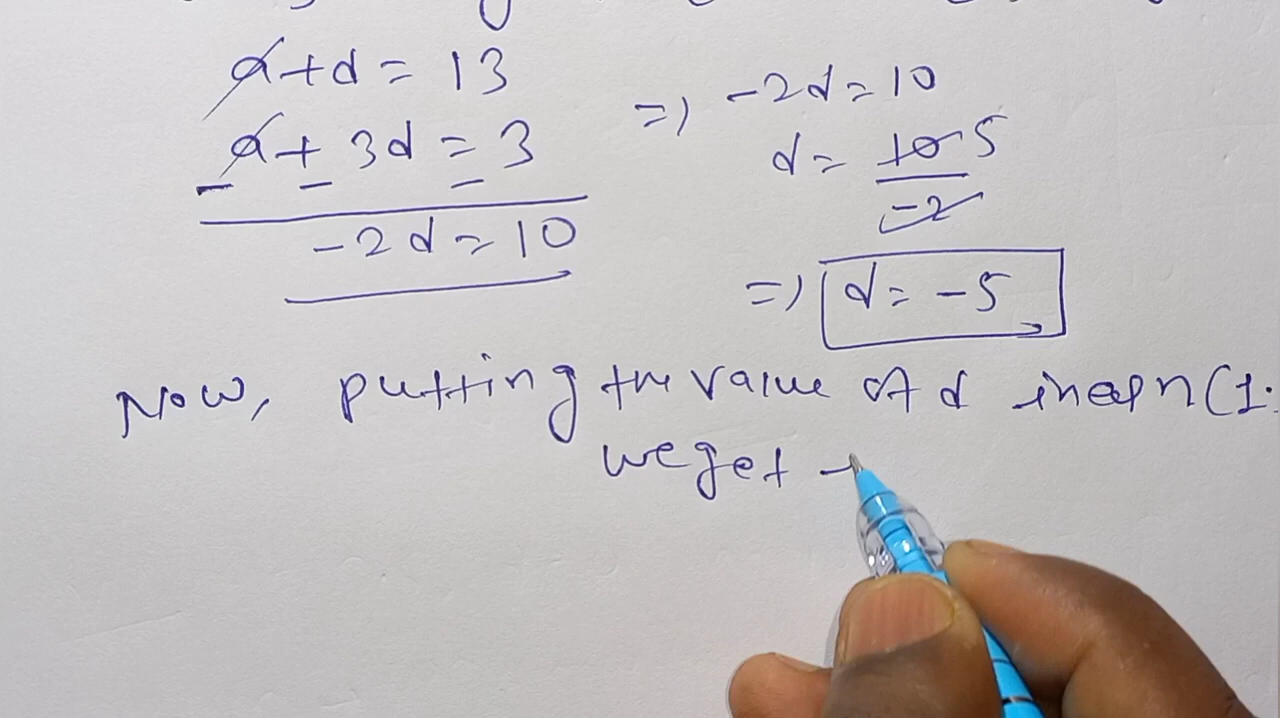 a+d = 13
a+ 3d = 3
- - -
-2d = 10
=> -2d = 10
d = 10 5
-2
=> d = -5
Now, putting the value of d in eqn (1.
we get -